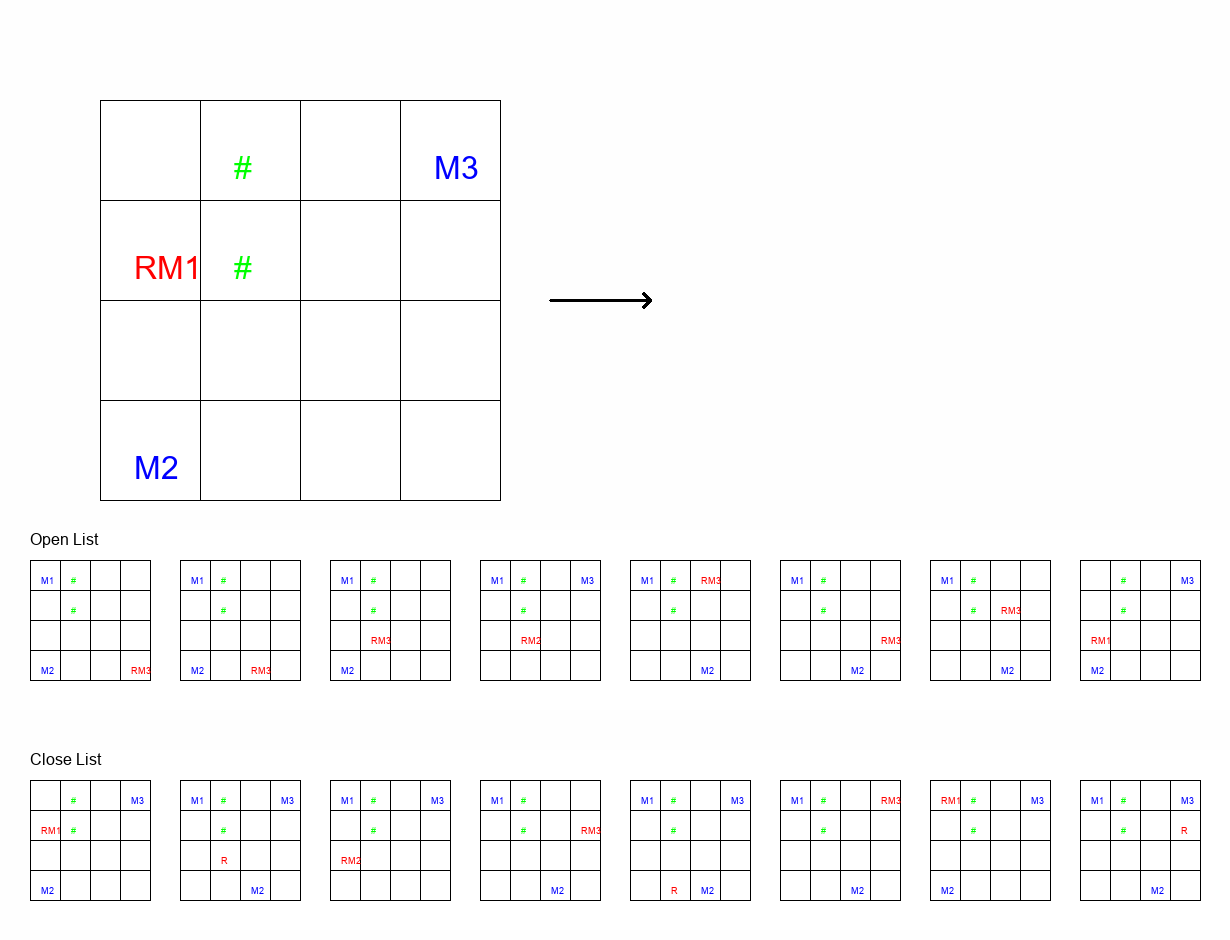 # M3
RM1 #
M2
Open List
M1 # M1 # M1 # M1 # M3 M1 # RM3 M1 # M1 # # M3
# # # # # # # RM3 #
RM3 RM2 RM3 RM1
M2 RM3 M2 RM3 M2 M2 M2 M2 M2
Close List
# M3 M1 # M3 M1 # M3 M1 # M1 # M3 M1 # RM3 RM1 # M3 M1 # M3
RM1 # # # # RM3 # # # # R
R RM2
M2 M2 M2 R M2 M2 M2 M2